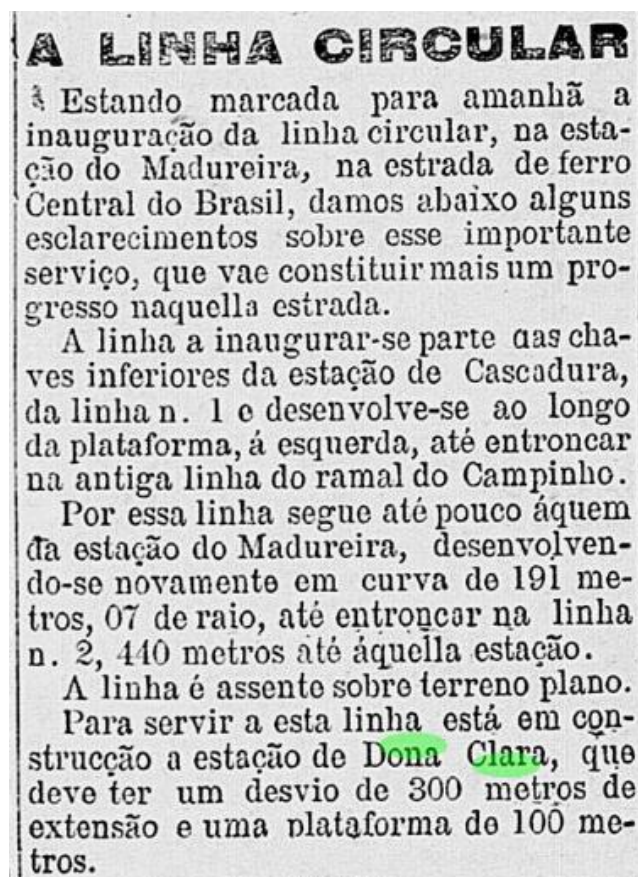 A LINHA CIRCULAR
Estando marcada para amanhã a
inauguração da linha circular, na esta-
ção do Madureira, na estrada de ferro
Central do Brasil, damos abaixo alguns
esclarecimentos sobre esse importante
serviço, que vae constituir mais um pro-
gresso naquella estrada.
A linha a inaugurar-se parte das cha-
ves inferiores da estação de Cascadura,
da linha n. 1 e desenvolve-se ao longo
da plataforma, á esquerda, até entroncar
na antiga linha do ramal do Campinho.
Por essa linha segue até pouco áquem
da estação do Madureira, desenvolven-
do-se novamente em curva de 191 me-
tros, 07 de raio, até entroncar na linha
n. 2, 440 metros até áquella estação.
A linha é assente sobre terreno plano.
Para servir a esta linha está em con-
strucção a estação de Dona Clara, que
deve ter um desvio de 300 metros de
extensão e uma plataforma de 100 me-
tros.